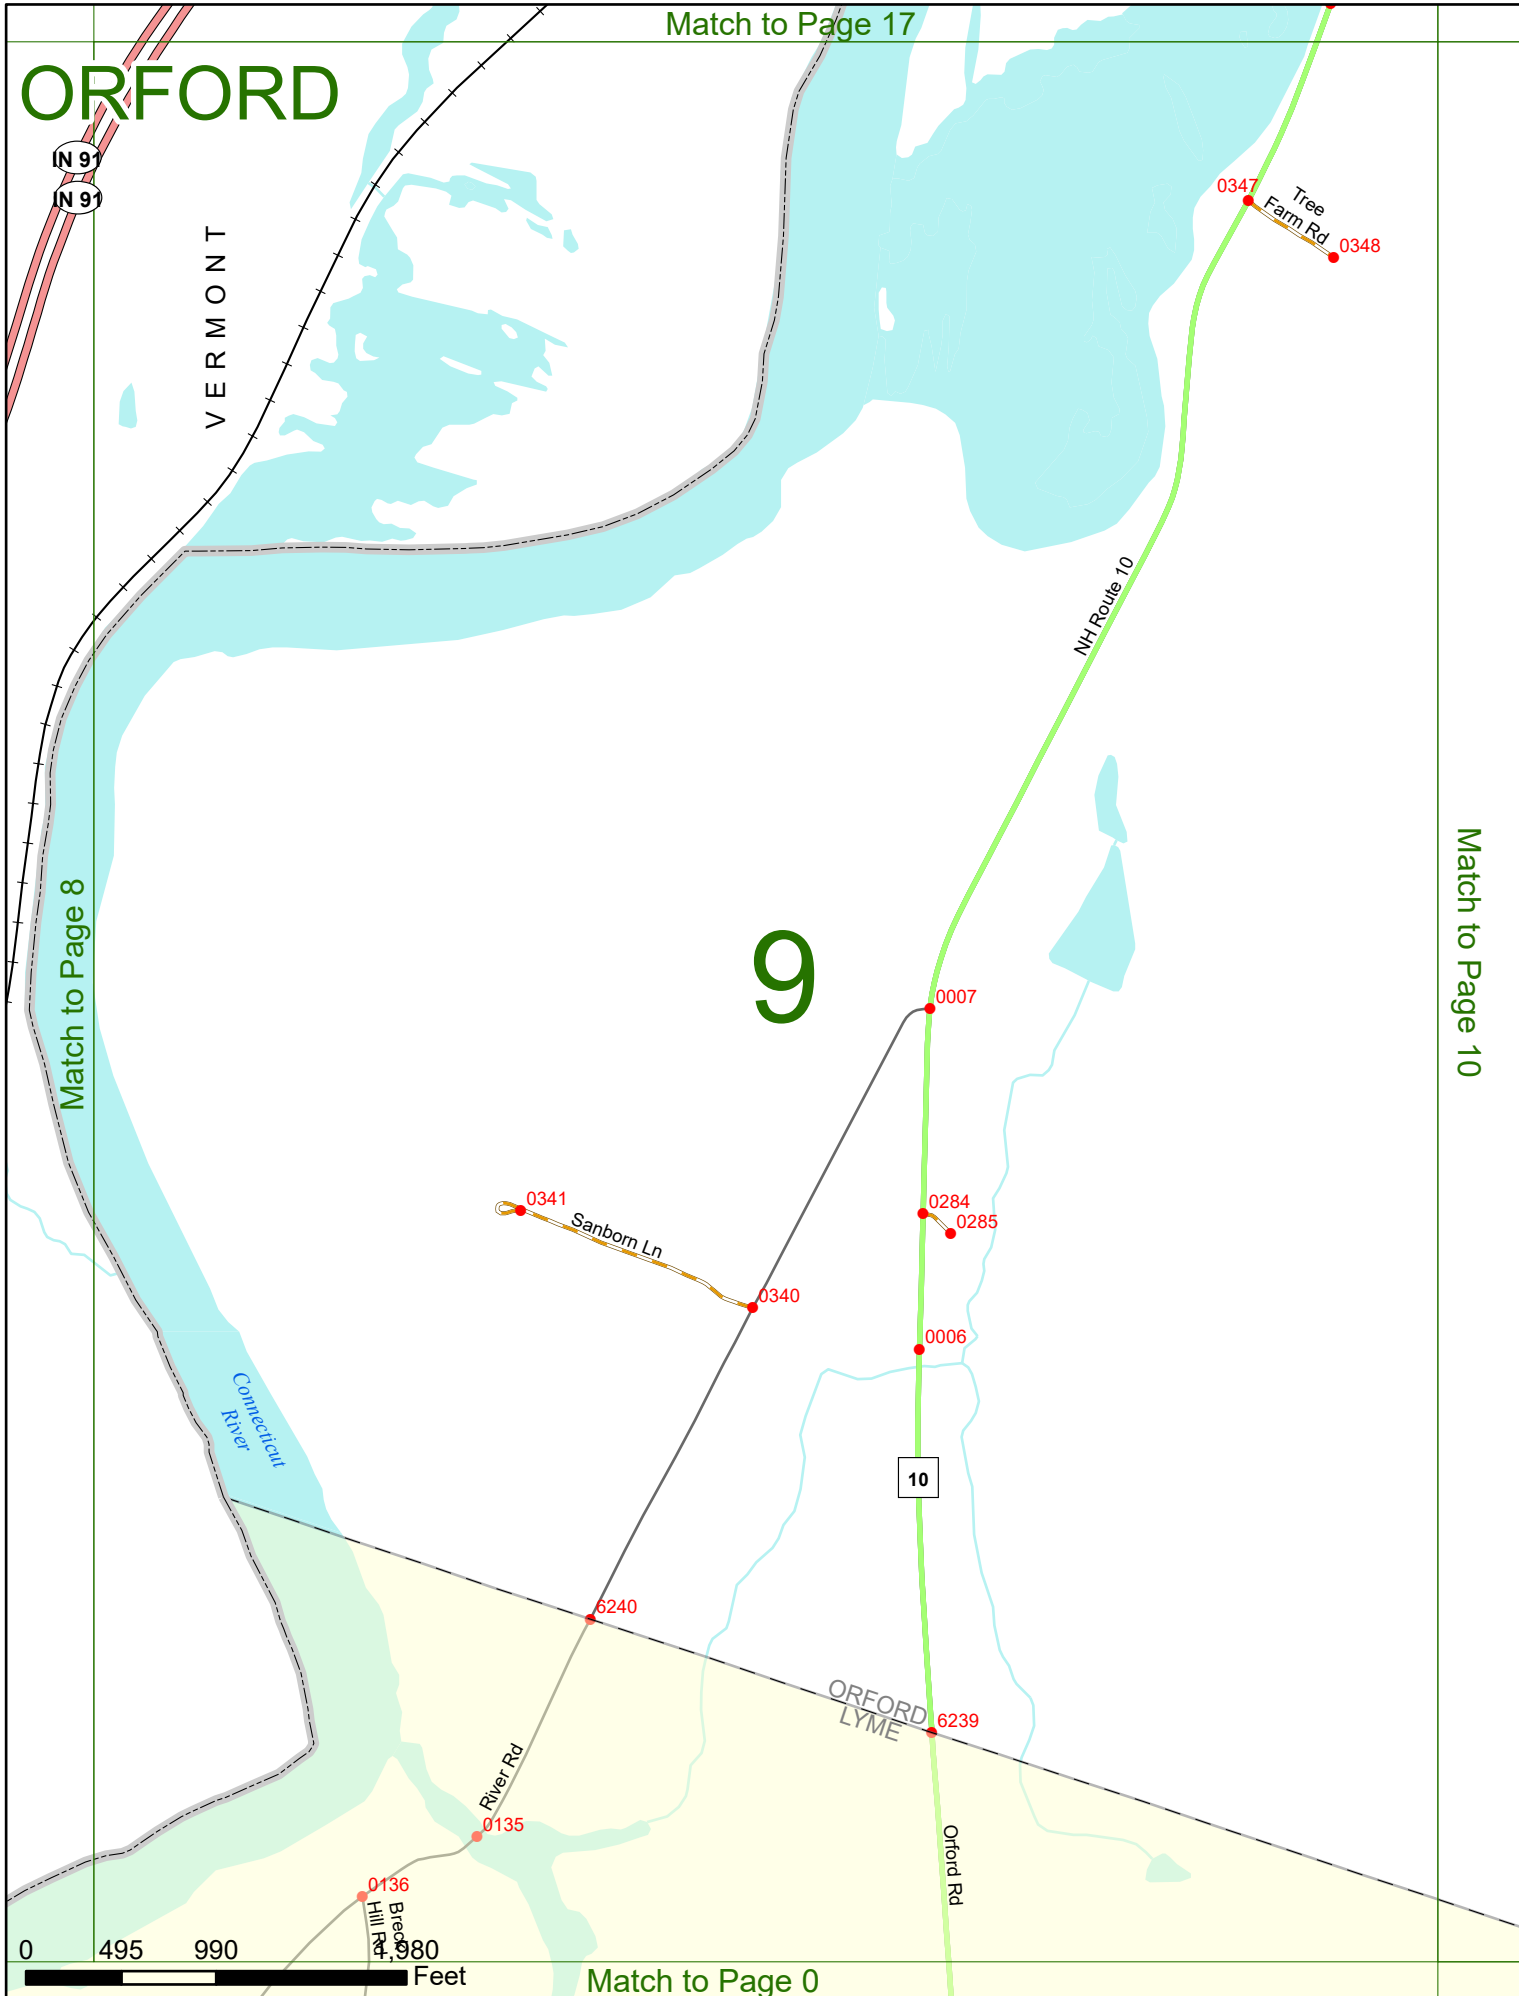 Match to Page 17
ORFORD
IN 91
IN 91
VERMONT
0347
Tree
Farm Rd
0348
NH Route 10
Match to Page 8
9
Match to Page 10
0007
0341
Sanborn Ln
0284
0285
0340
0006
Connecticut
River
10
6240
ORFORD
LYME
6239
River Rd
0135
Orford Rd
0136
Hill Rd
0
495
990
1,980
Feet
Match to Page 0